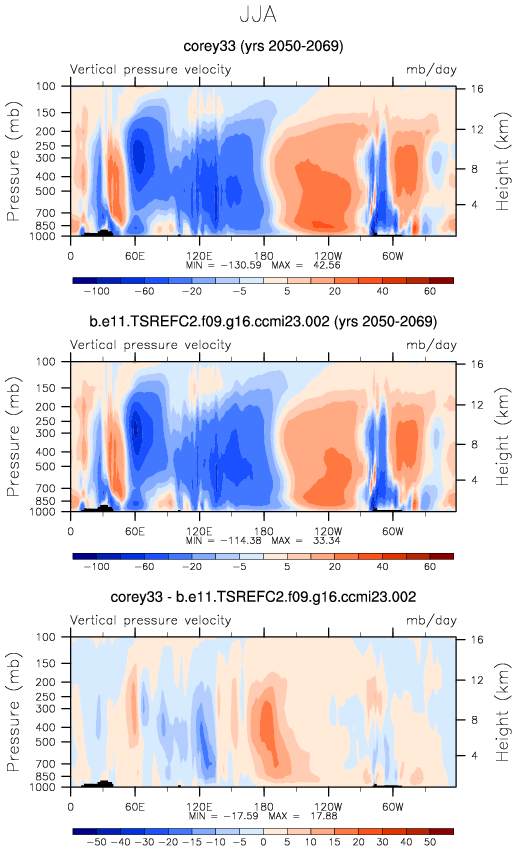 JJA
corey33 (yrs 2050-2069)
Vertical pressure velocity mb/day
Pressure (mb)
100
150
200
250
300
400
500
700
850
1000
16
12
8
4
Height (km)
0 60E 120E 180 120W 60W
MIN = -130.59 MAX = 42.56
-100 -60 -20 -5 5 20 40 60
b.e11.TSREFC2.f09.g16.ccmi23.002 (yrs 2050-2069)
Vertical pressure velocity mb/day
Pressure (mb)
100
150
200
250
300
400
500
700
850
1000
16
12
8
4
Height (km)
0 60E 120E 180 120W 60W
MIN = -114.38 MAX = 33.34
-100 -60 -20 -5 5 20 40 60
corey33 - b.e11.TSREFC2.f09.g16.ccmi23.002
Vertical pressure velocity mb/day
Pressure (mb)
100
150
200
250
300
400
500
700
850
1000
16
12
8
4
Height (km)
0 60E 120E 180 120W 60W
MIN = -17.59 MAX = 17.88
-50 -40 -30 -20 -15 -10 -5 0 5 10 15 20 30 40 50